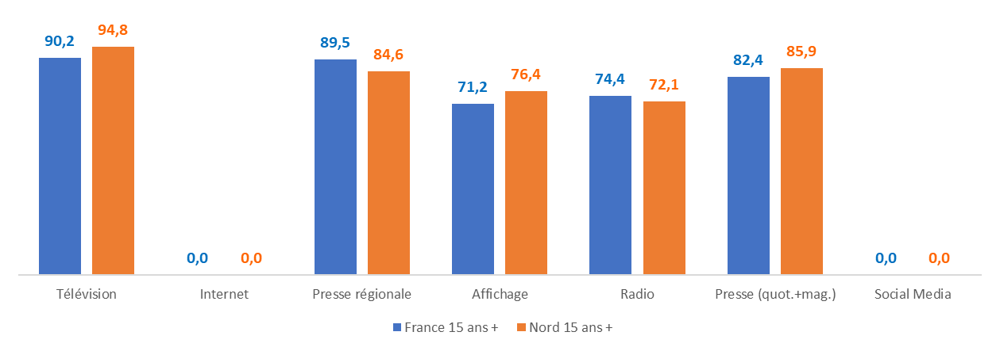 90,2 94,8 0,0 0,0 89,5 84,6 71,2 76,4 74,4 72,1 82,4 85,9 0,0 0,0
Télévision Internet Presse régionale Affichage Radio Presse (quot.+mag.) Social Media
France 15 ans + Nord 15 ans +